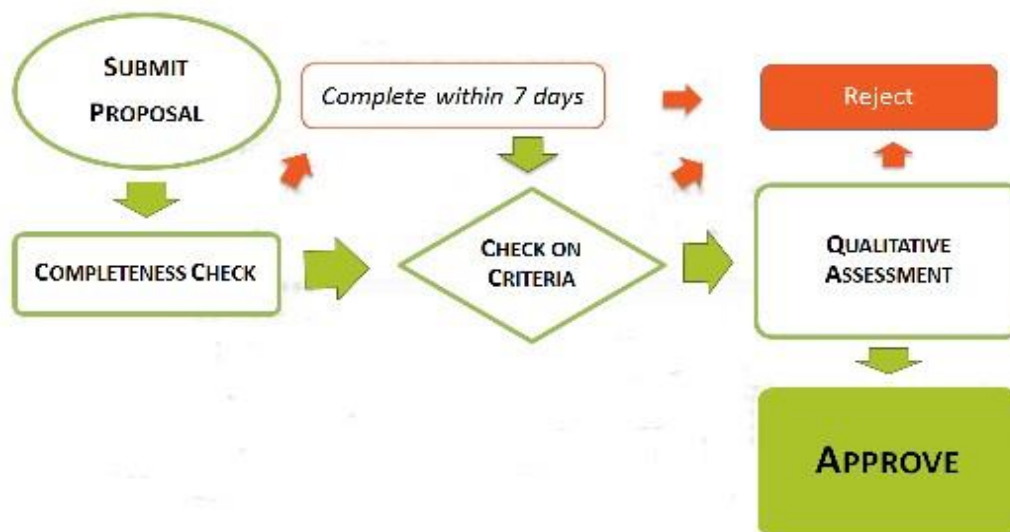 SUBMIT
PROPOSAL
Complete within 7 days
Reject
COMPLETENESS CHECK
CHECK ON
CRITERIA
QUALITATIVE
ASSESSMENT
APPROVE